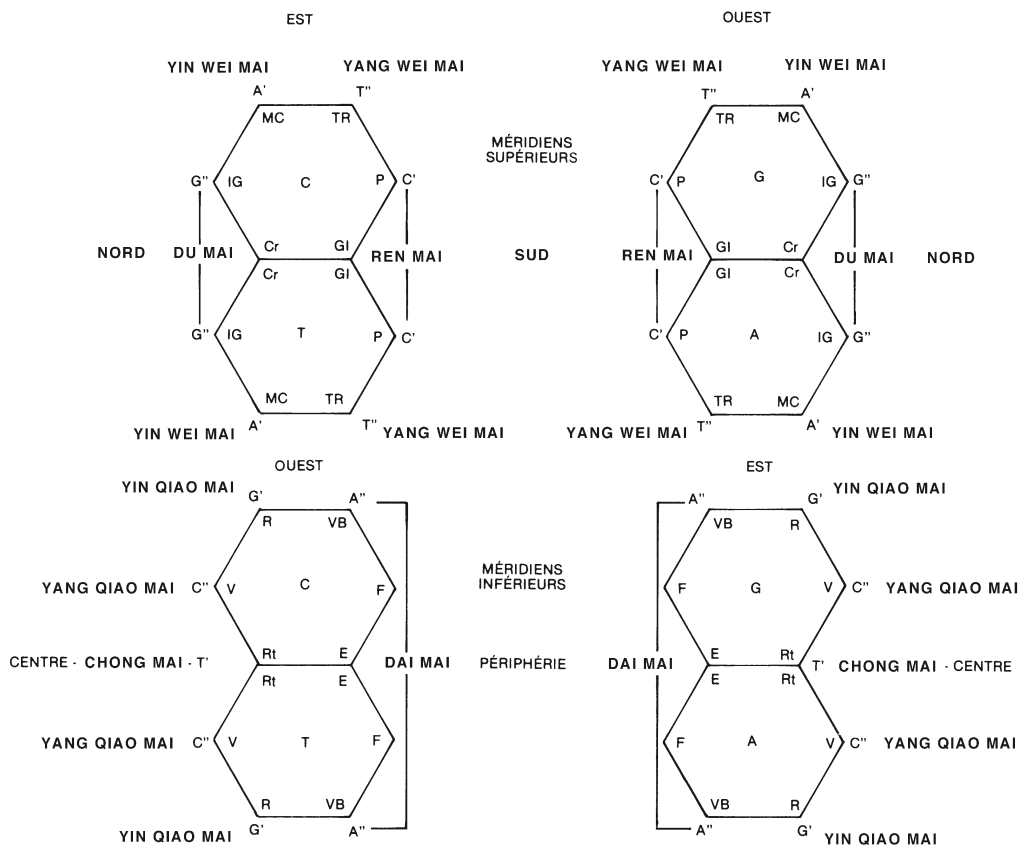 EST OUEST
YIN WEI MAI YANG WEI MAI YANG WEI MAI YIN WEI MAI
A' T" T" A'
MC TR TR MC
MÉRIDIENS
SUPÉRIEURS
G" IG C P C' C' P G IG G"
Cr GI GI Cr
NORD DU MAI REN MAI SUD REN MAI DU MAI NORD
Cr GI GI Cr
G" IG T P C' C' P A IG G"
MC TR TR MC
YIN WEI MAI A' T" YANG WEI MAI YANG WEI MAI T" A' YIN WEI MAI
OUEST EST
YIN QIAO MAI G' A" A" G' YIN QIAO MAI
R VB VB R
MÉRIDIENS
INFÉRIEURS
YANG QIAO MAI C" V C F F G V C" YANG QIAO MAI
Rt E E Rt
CENTRE - CHONG MAI - T' DAI MAI PÉRIPHÉRIE DAI MAI T' CHONG MAI - CENTRE
Rt E E Rt
YANG QIAO MAI C" V T F F A V C" YANG QIAO MAI
R VB VB R
YIN QIAO MAI G' A" A" G' YIN QIAO MAI